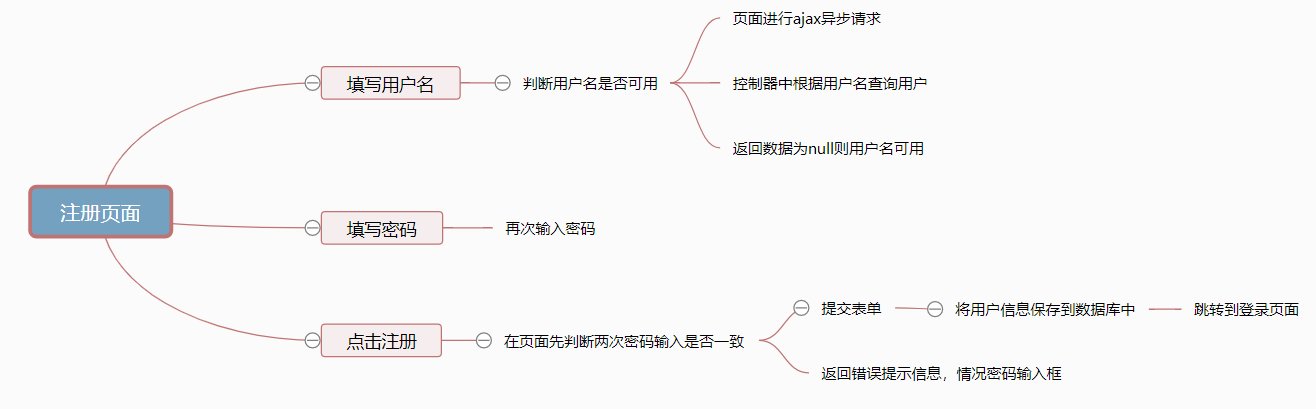 注册页面
填写用户名
判断用户名是否可用
页面进行ajax异步请求
控制器中根据用户名查询用户
返回数据为null则用户名可用
填写密码
再次输入密码
点击注册
在页面先判断两次密码输入是否一致
提交表单
将用户信息保存到数据库中
跳转到登录页面
返回错误提示信息，情况密码输入框